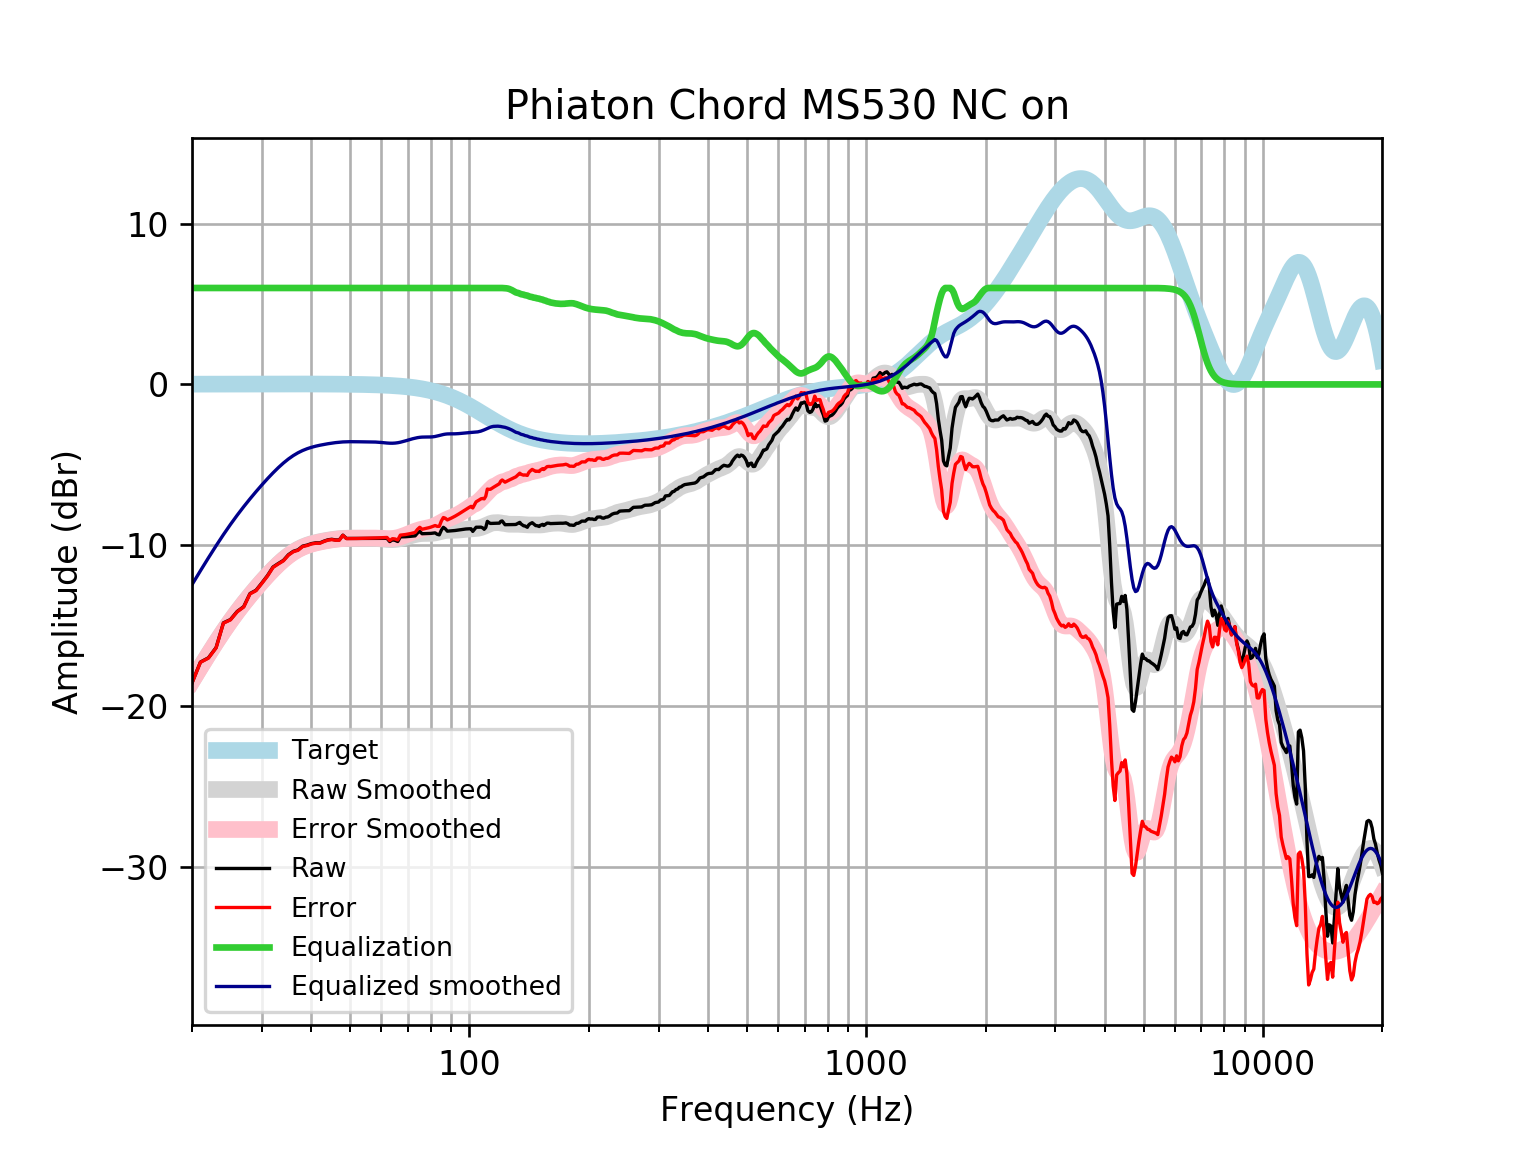 Phiaton Chord MS530 NC on
Amplitude (dBr)
10
0
−10
−20
−30
Target
Raw Smoothed
Error Smoothed
Raw
Error
Equalization
Equalized smoothed
100
1000
10000
Frequency (Hz)